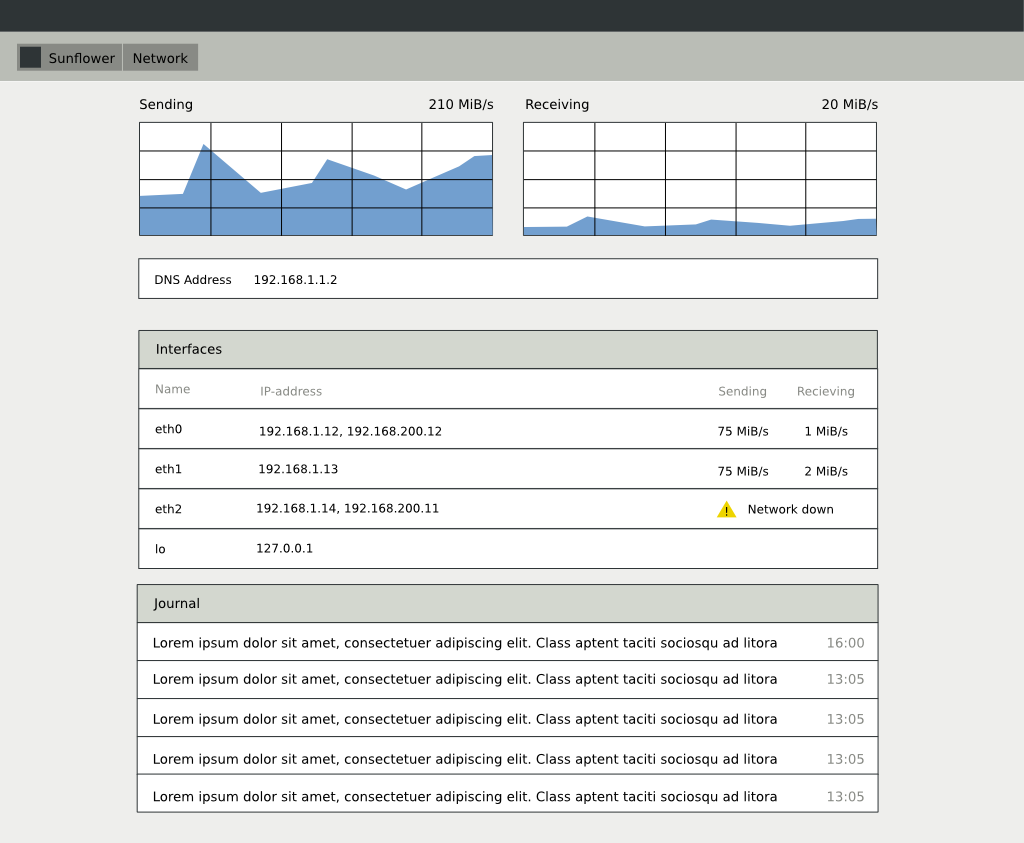 Sunflower Network
Sending 210 MiB/s Receiving 20 MiB/s
DNS Address 192.168.1.1.2
Interfaces
Name IP-address Sending Recieving
eth0 192.168.1.12, 192.168.200.12 75 MiB/s 1 MiB/s
eth1 192.168.1.13 75 MiB/s 2 MiB/s
eth2 192.168.1.14, 192.168.200.11 ! Network down
lo 127.0.0.1
Journal
Lorem ipsum dolor sit amet, consectetuer adipiscing elit. Class aptent taciti sociosqu ad litora 16:00
Lorem ipsum dolor sit amet, consectetuer adipiscing elit. Class aptent taciti sociosqu ad litora 13:05
Lorem ipsum dolor sit amet, consectetuer adipiscing elit. Class aptent taciti sociosqu ad litora 13:05
Lorem ipsum dolor sit amet, consectetuer adipiscing elit. Class aptent taciti sociosqu ad litora 13:05
Lorem ipsum dolor sit amet, consectetuer adipiscing elit. Class aptent taciti sociosqu ad litora 13:05